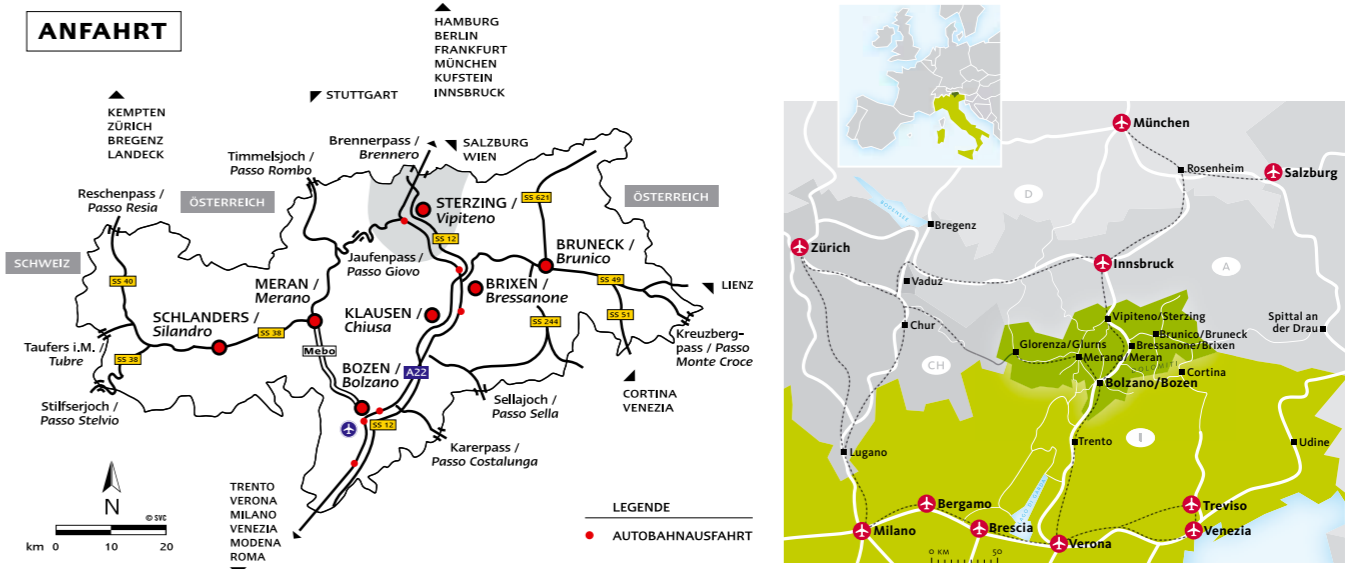 ANFAHRT
HAMBURG
BERLIN
FRANKFURT
MÜNCHEN
KUFSTEIN
INNSBRUCK
STUTTGART
KEMPTEN
ZÜRICH
BREGENZ
LANDECK
Brennerpass /
Brennero
SALZBURG
WIEN
Timmelsjoch /
Passo Rombo
Reschenpass /
Passo Resia
ÖSTERREICH
ÖSTERREICH
STERZING /
Vipiteno
SS 621
SS 12
SCHWEIZ
Jaufenpass /
Passo Giovo
BRUNECK /
Brunico
SS 40
MERAN /
Merano
BRIXEN /
Bressanone
SS 49
LIENZ
SCHLANDERS /
Silandro
SS 38
KLAUSEN /
Chiusa
SS 244
SS 51
Kreuzberg-
pass / Passo
Monte Croce
Taufers i.M. /
Tubre
SS 38
Mebo
BOZEN /
Bolzano
A22
Stilfserjoch /
Passo Stelvio
Sellajoch /
Passo Sella
CORTINA
VENEZIA
SS 12
Karerpass /
Passo Costalunga
TRENTO
VERONA
MILANO
VENEZIA
MODENA
ROMA
N
© SVC
km 0 10 20
LEGENDE
AUTOBAHNAUSFAHRT
München
Rosenheim
Salzburg
D
BODENSEE
Bregenz
Zürich
Innsbruck
A
Vaduz
Vipiteno/Sterzing
Spittal an
der Drau
Chur
Brunico/Bruneck
Glorenza/Glurns
Bressanone/Brixen
Merano/Meran
DOLOMITI
CH
Cortina
Bolzano/Bozen
I
Trento
Udine
Lugano
LAGO DI GARDA
Bergamo
Treviso
Milano
Brescia
Verona
Venezia
0 KM 50